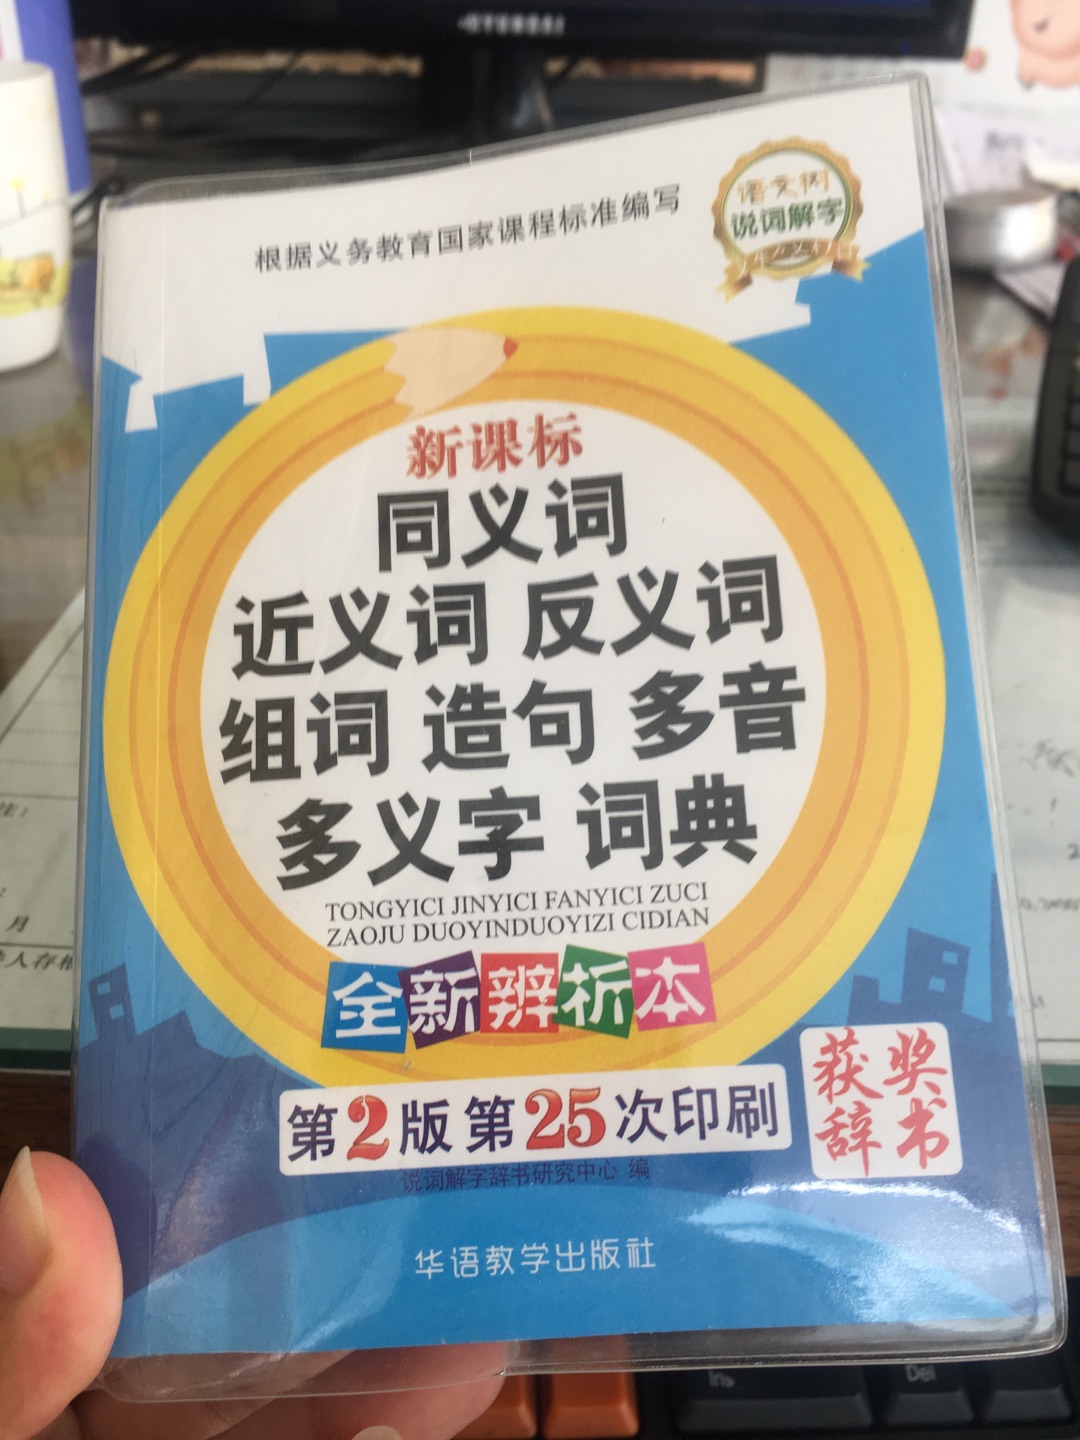 根据义务教育国家课程标准编写
语文树
说词解字
新课标
同义词
近义词 反义词
组词 造句 多音
多义字 词典
TONGYICI JINYICI FANYICI ZUCI
ZAOJU DUOYINDUOYIZI CIDIAN
全新辨析本
第2版第25次印刷
获奖
辞书
说词解字辞书研究中心 编
华语教学出版社
月
Ins
Del